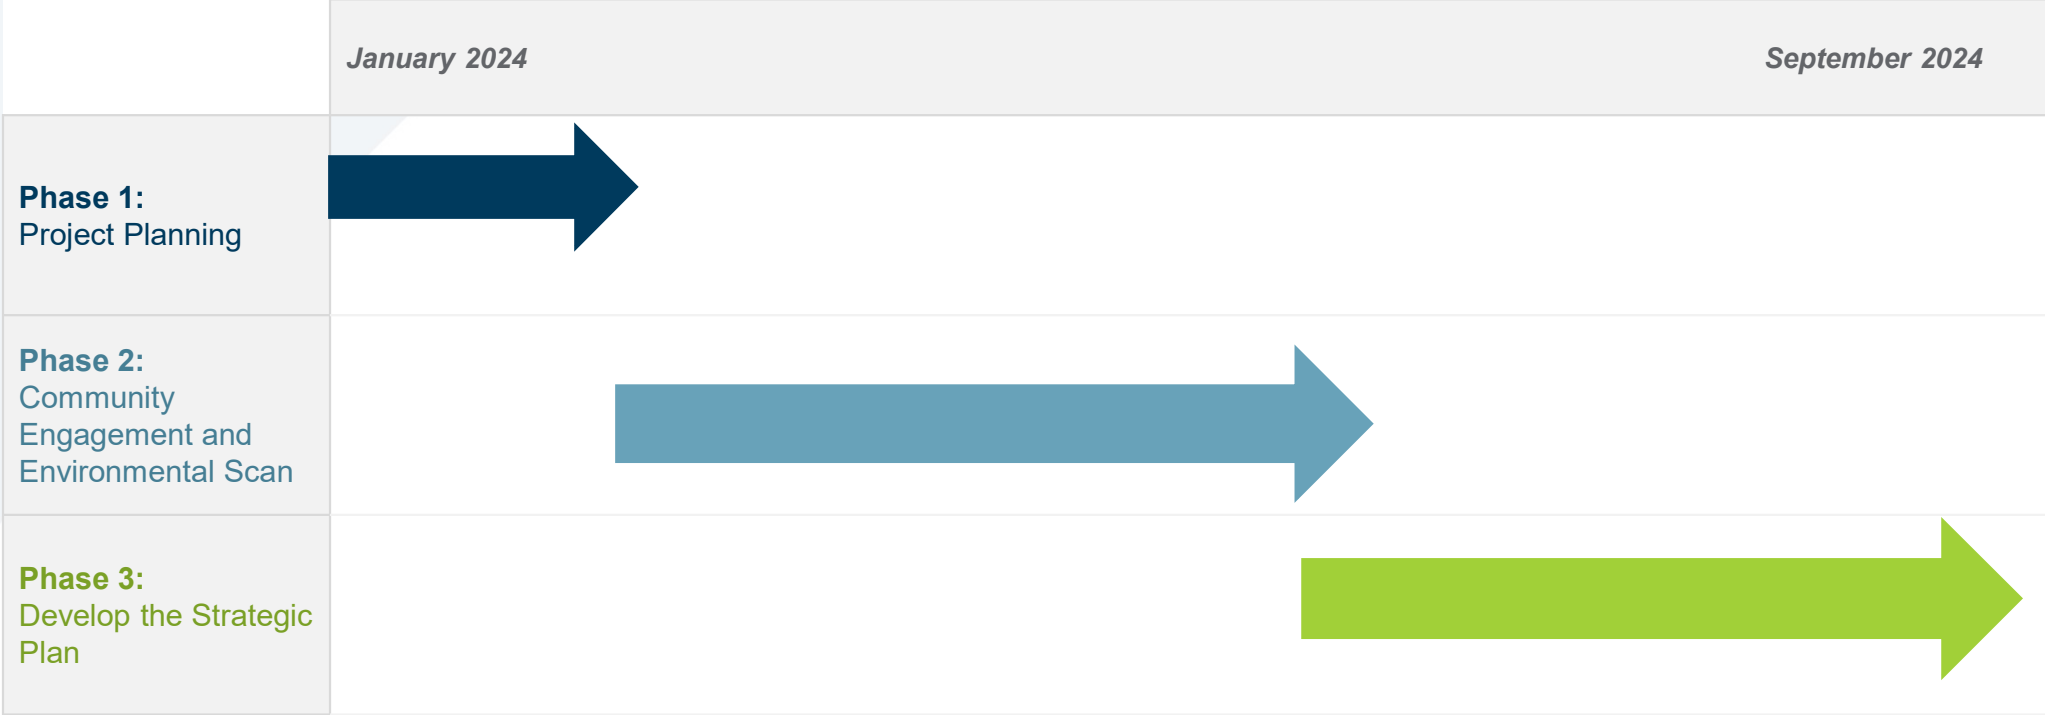 January 2024
September 2024
Phase 1:
Project Planning
Phase 2:
Community
Engagement and
Environmental Scan
Phase 3:
Develop the Strategic
Plan